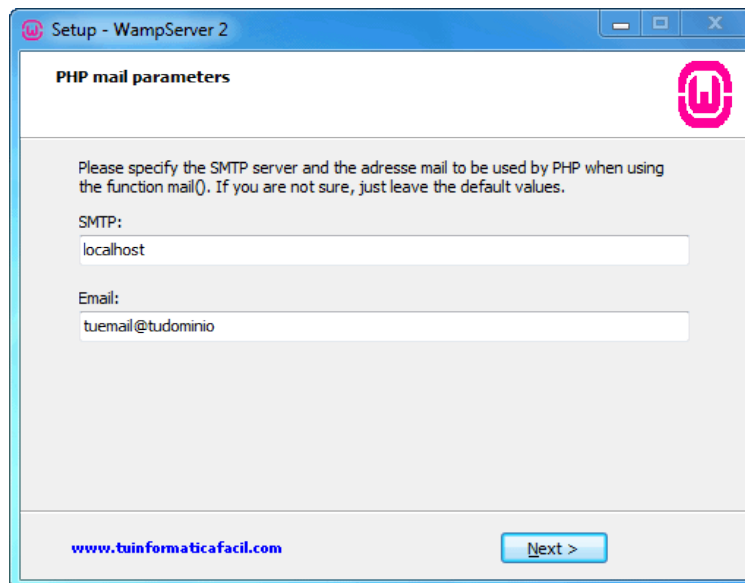 Setup - WampServer 2
PHP mail parameters
Please specify the SMTP server and the adresse mail to be used by PHP when using
the function mail(). If you are not sure, just leave the default values.
SMTP:
localhost
Email:
tuemail@tudominio
www.tuinformaticafacil.com
Next >